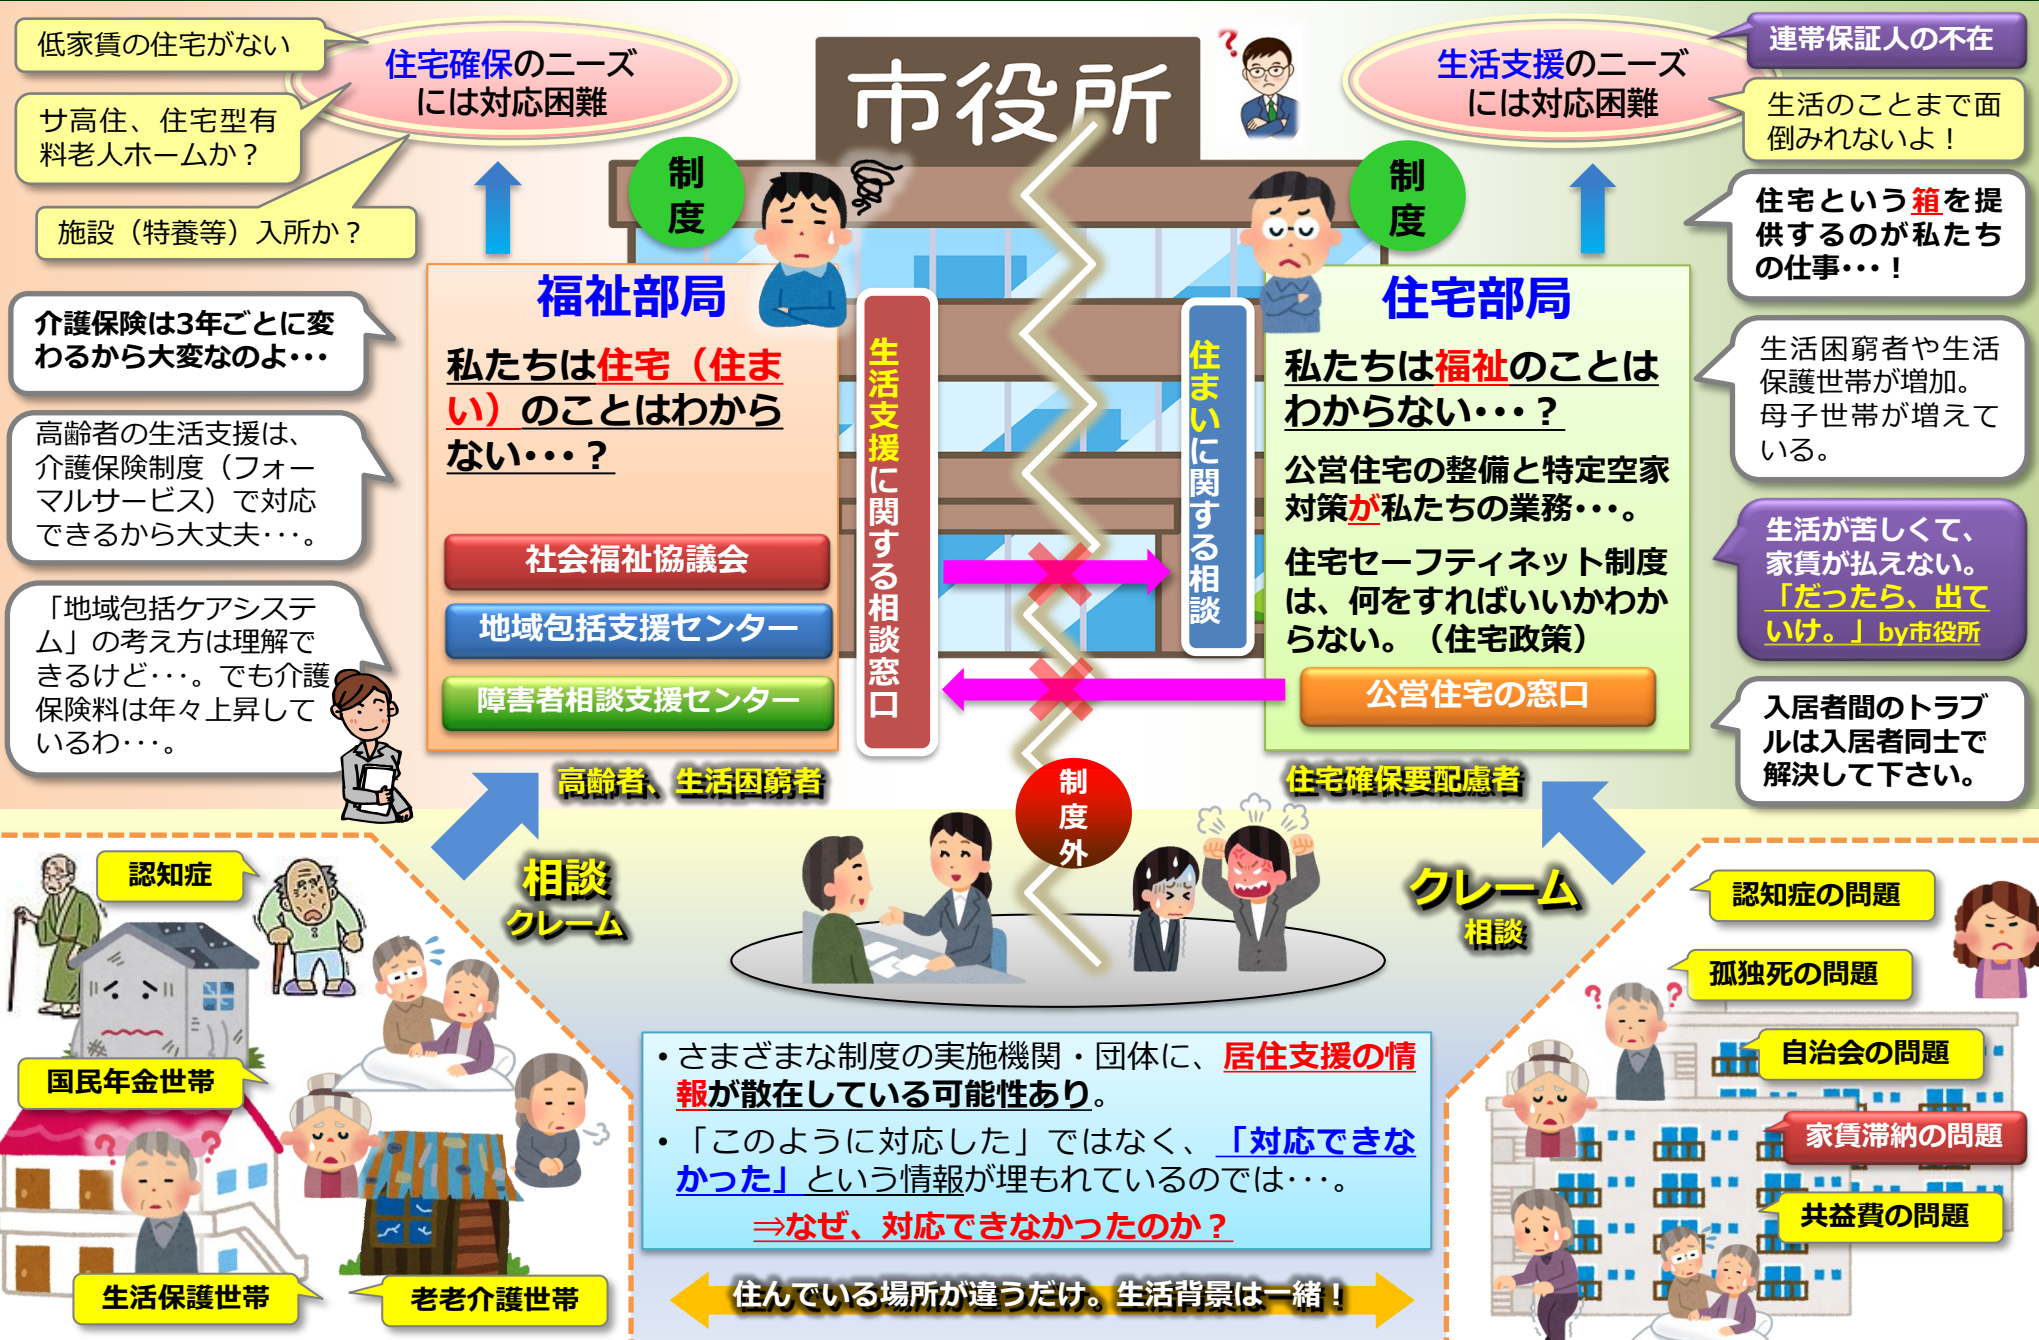 低家賃の住宅がない
サ高住、住宅型有
料老人ホームか？
施設（特養等）入所か？
住宅確保のニーズ
には対応困難
市役所
?
生活支援のニーズ
には対応困難
連帯保証人の不在
生活のことまで面
倒みれないよ！
制
度
制
度
住宅という箱を提
供するのが私たち
の仕事･･･！
福祉部局
私たちは住宅（住ま
い）のことはわから
ない･･･？
社会福祉協議会
地域包括支援センター
障害者相談支援センター
生活支援に関する相談窓口
住まいに関する相談
住宅部局
私たちは福祉のことは
わからない･･･？
公営住宅の整備と特定空家
対策が私たちの業務･･･。
住宅セーフティネット制度
は、何をすればいいかわか
らない。（住宅政策）
公営住宅の窓口
介護保険は3年ごとに変
わるから大変なのよ･･･
高齢者の生活支援は、
介護保険制度（フォー
マルサービス）で対応
できるから大丈夫･･･。
「地域包括ケアシステ
ム」の考え方は理解で
きるけど･･･。でも介護
保険料は年々上昇して
いるわ･･･。
生活困窮者や生活
保護世帯が増加。
母子世帯が増えて
いる。
生活が苦しくて、
家賃が払えない。
「だったら、出て
いけ。」by市役所
入居者間のトラブ
ルは入居者同士で
解決して下さい。
高齢者、生活困窮者
制
度
外
住宅確保要配慮者
相談
クレーム
クレーム
相談
認知症
国民年金世帯
? ?
生活保護世帯
老老介護世帯
認知症の問題
孤独死の問題
? ?
自治会の問題
家賃滞納の問題
共益費の問題
• さまざまな制度の実施機関・団体に、居住支援の情
報が散在している可能性あり。
• 「このように対応した」ではなく、「対応できな
かった」という情報が埋もれているのでは･･･。
⇒なぜ、対応できなかったのか？
住んでいる場所が違うだけ。生活背景は一緒！